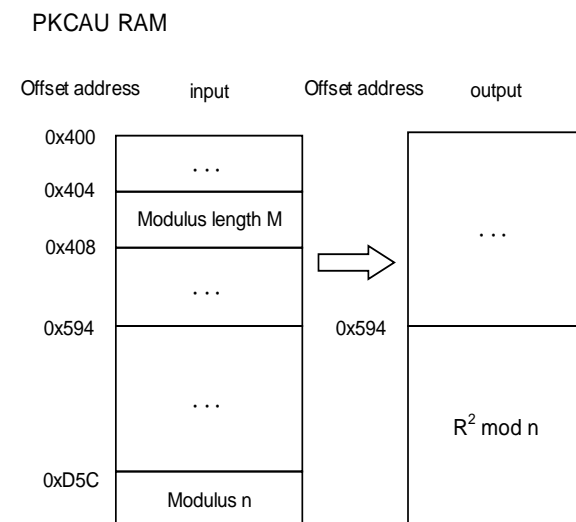 PKCAU RAM
Offset address input Offset address output
0x400
. . .
0x404
Modulus length M
0x408
. . .
. . .
0x594 0x594
. . .
R² mod n
0xD5C
Modulus n